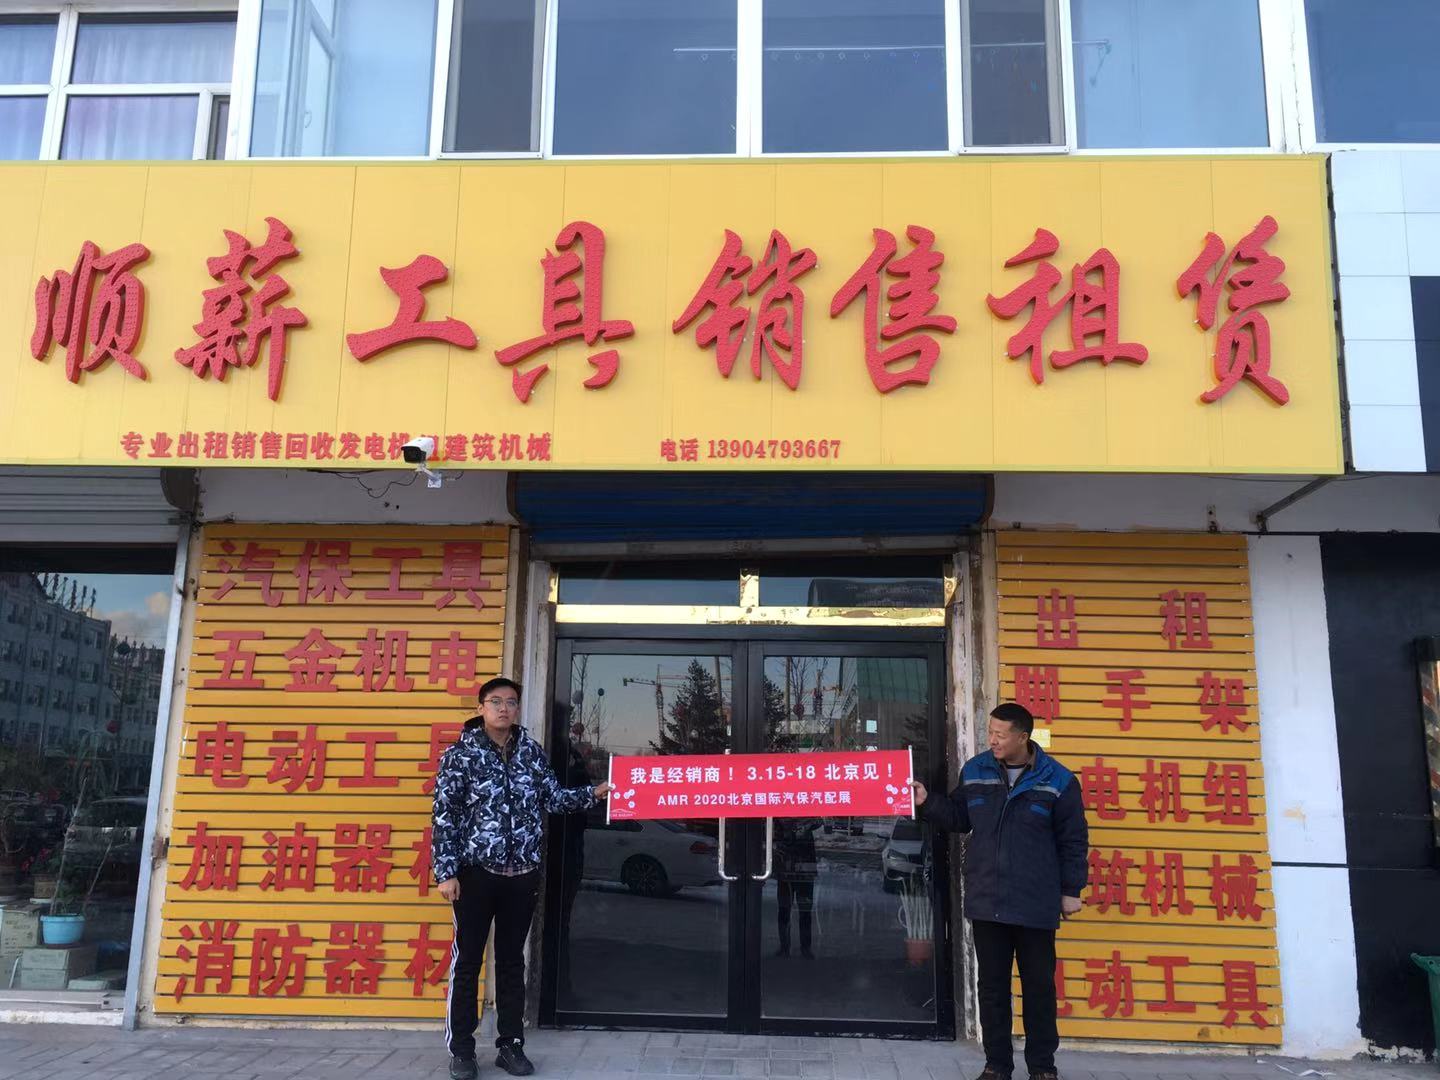 顺薪工具销售租赁
专业出租销售回收发电机组建筑机械 电话 13904793667
汽保工具
五金机电
电动工具
加油器材
消防器材
出租
脚手架
电机组
筑机械
电动工具
我是经销商！3.15-18 北京见！
AMR 2020北京国际汽保汽配展